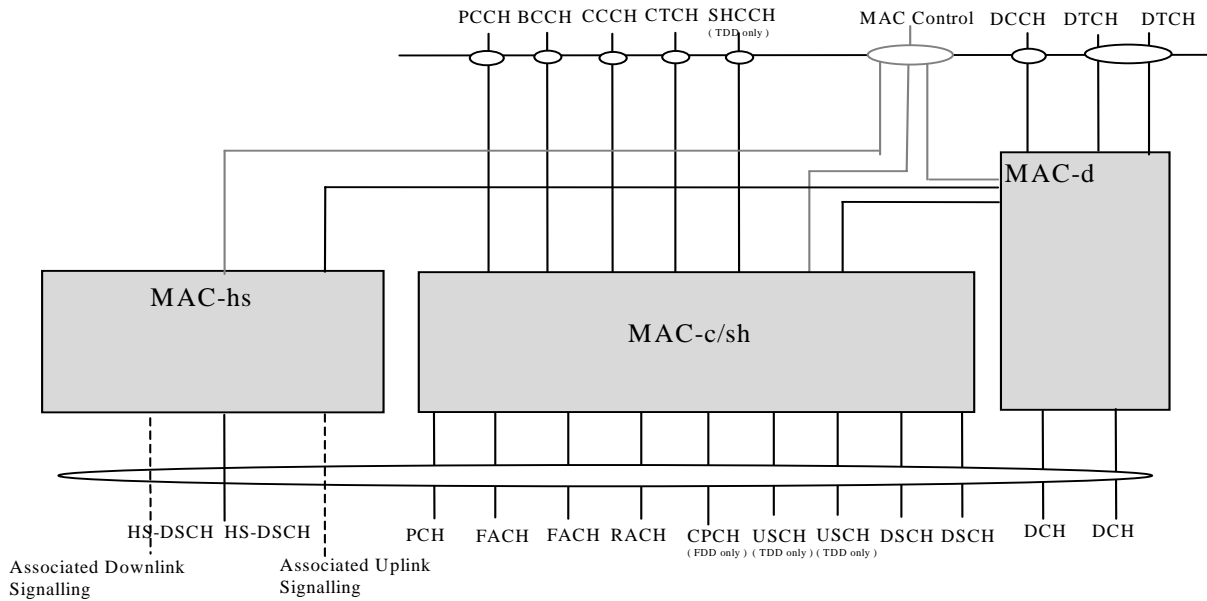 PCCH BCCH CCCH CTCH SHCCH MAC Control DCCH DTCH DTCH
( TDD only )
MAC-d
MAC-hs
MAC-c/sh
HS-DSCH HS-DSCH PCH FACH FACH RACH CPCH USCH USCH DSCH DSCH DCH DCH
( FDD only ) ( TDD only ) ( TDD only )
Associated Downlink
Signalling
Associated Uplink
Signalling